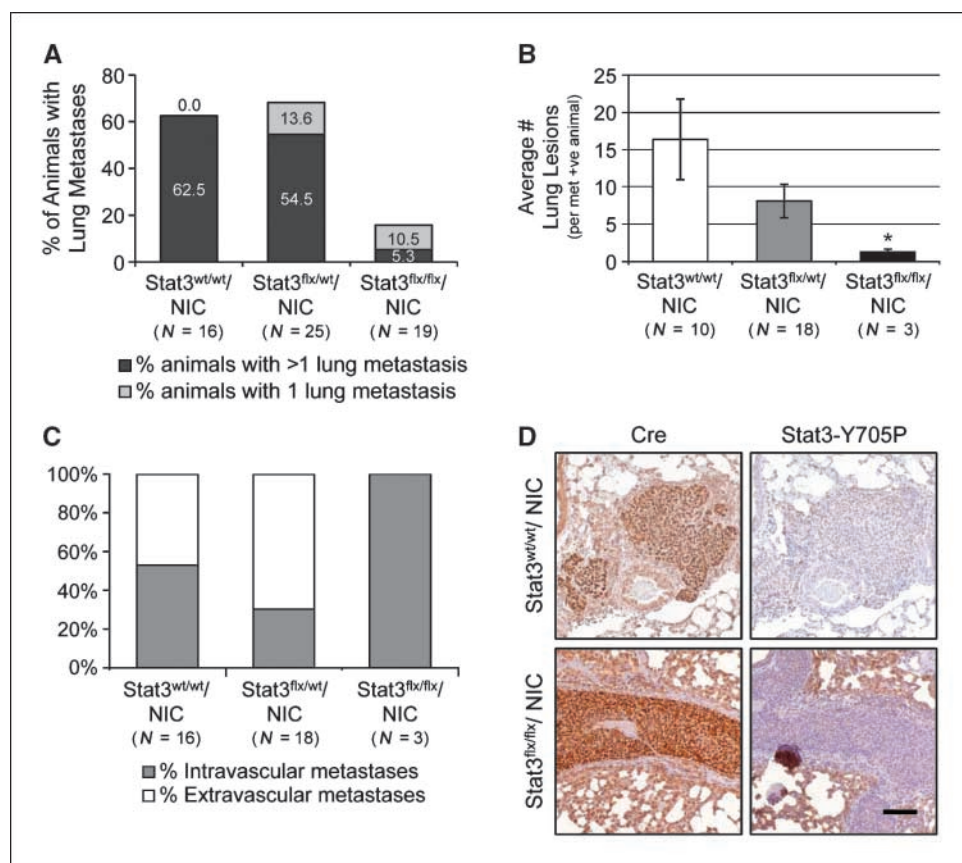 A
% of Animals with
Lung Metastases
80
60
40
20
0
0.0
62.5
13.6
54.5
10.5
5.3
Stat3wt/wt/
NIC
(N = 16)
Stat3flx/wt/
NIC
(N = 25)
Stat3flx/flx/
NIC
(N = 19)
% animals with >1 lung metastasis
% animals with 1 lung metastasis
B
Average #
Lung Lesions
(per met +ve animal)
25
20
15
10
5
0
*
Stat3wt/wt/
NIC
(N = 10)
Stat3flx/wt/
NIC
(N = 18)
Stat3flx/flx/
NIC
(N = 3)
C
100%
80%
60%
40%
20%
0%
Stat3wt/wt/
NIC
(N = 16)
Stat3flx/wt/
NIC
(N = 18)
Stat3flx/flx/
NIC
(N = 3)
% Intravascular metastases
% Extravascular metastases
D
Cre
Stat3-Y705P
Stat3wt/wt/ NIC
Stat3flx/flx/ NIC